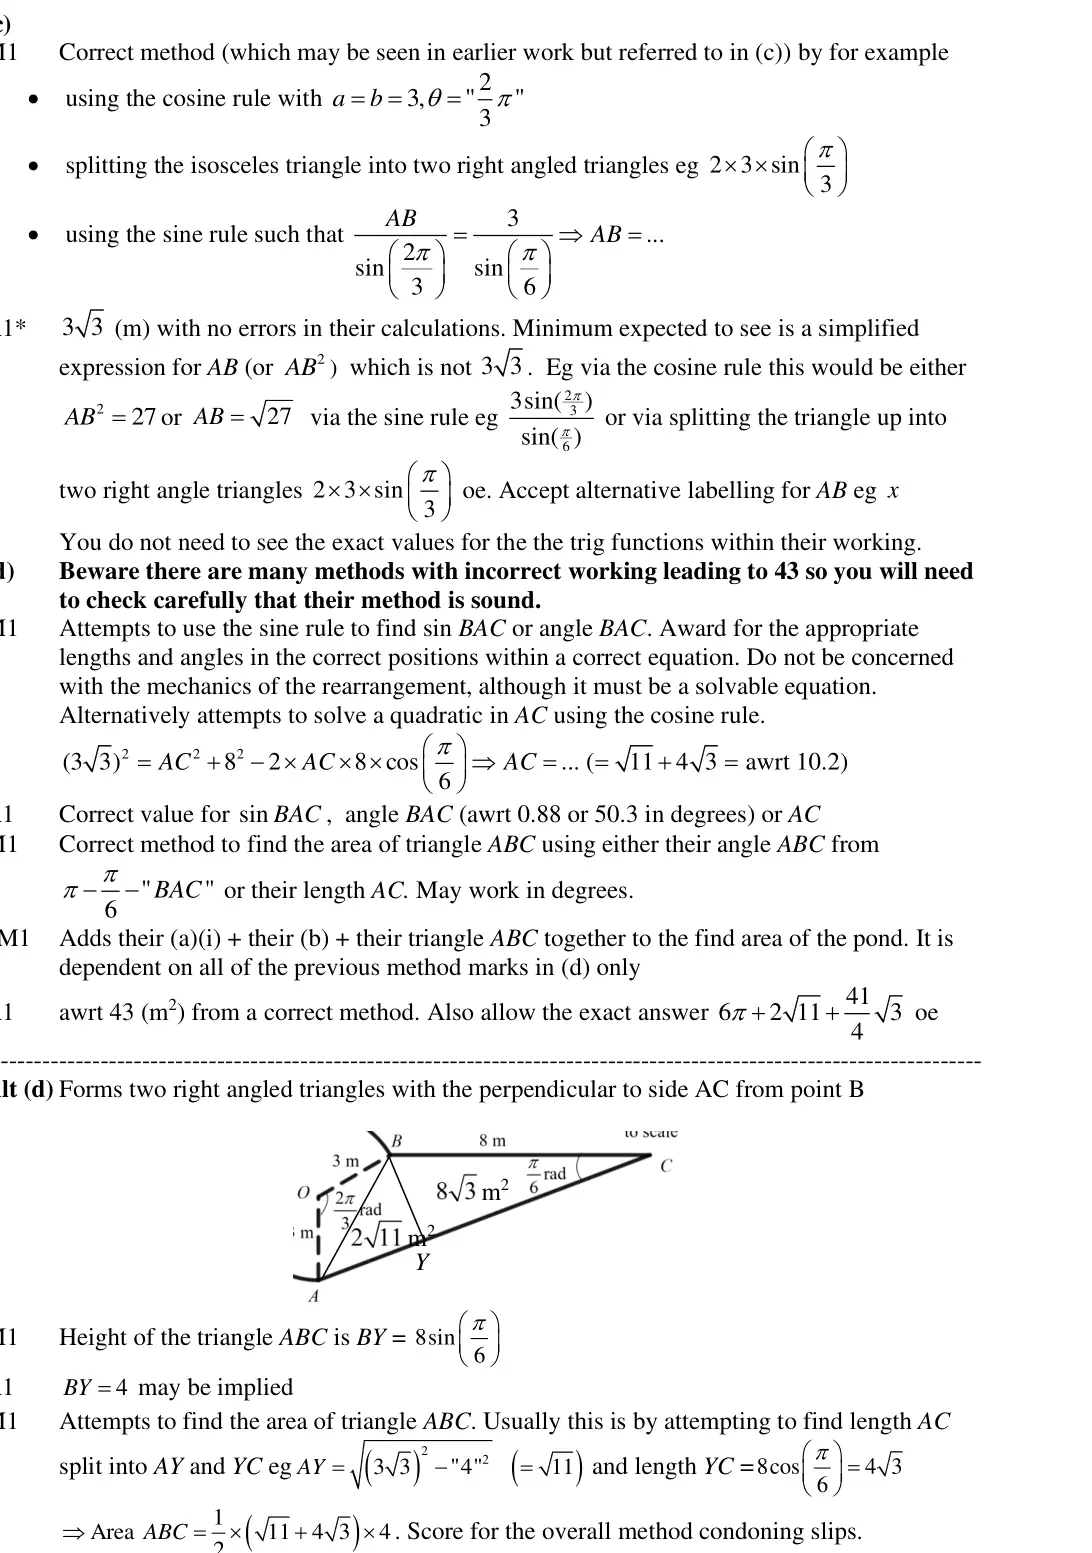 c)
M1 Correct method (which may be seen in earlier work but referred to in (c)) by for example
• using the cosine rule with a = b = 3, θ = "2/3 π"
• splitting the isosceles triangle into two right angled triangles eg 2×3×sin(π/3)
• using the sine rule such that AB/sin(2π/3) = 3/sin(π/6) ⇒ AB = ...
1* 3√3 (m) with no errors in their calculations. Minimum expected to see is a simplified
expression for AB (or AB²) which is not 3√3. Eg via the cosine rule this would be either
AB² = 27 or AB = √27 via the sine rule eg 3sin(2π/3)/sin(π/6) or via splitting the triangle up into
two right angle triangles 2×3×sin(π/3) oe. Accept alternative labelling for AB eg x
You do not need to see the exact values for the the trig functions within their working.
d) Beware there are many methods with incorrect working leading to 43 so you will need
to check carefully that their method is sound.
M1 Attempts to use the sine rule to find sin BAC or angle BAC. Award for the appropriate
lengths and angles in the correct positions within a correct equation. Do not be concerned
with the mechanics of the rearrangement, although it must be a solvable equation.
Alternatively attempts to solve a quadratic in AC using the cosine rule.
(3√3)² = AC² + 8² − 2× AC×8×cos(π/6) ⇒ AC = ... (= √11 + 4√3 = awrt 10.2)
1 Correct value for sin BAC , angle BAC (awrt 0.88 or 50.3 in degrees) or AC
M1 Correct method to find the area of triangle ABC using either their angle ABC from
π − π/6 − "BAC" or their length AC. May work in degrees.
M1 Adds their (a)(i) + their (b) + their triangle ABC together to the find area of the pond. It is
dependent on all of the previous method marks in (d) only
1 awrt 43 (m²) from a correct method. Also allow the exact answer 6π + 2√11 + 41/4 √3 oe
lt (d) Forms two right angled triangles with the perpendicular to side AC from point B
to scale
B 8 m
3 m
C
π/6 rad
O
8√3 m²
2π/3 rad
m
2√11 m²
Y
A
M1 Height of the triangle ABC is BY = 8sin(π/6)
1 BY = 4 may be implied
M1 Attempts to find the area of triangle ABC. Usually this is by attempting to find length AC
split into AY and YC eg AY = √((3√3)² − "4"²) (= √11) and length YC = 8cos(π/6) = 4√3
⇒ Area ABC = 1/2 × (√11 + 4√3) × 4. Score for the overall method condoning slips.